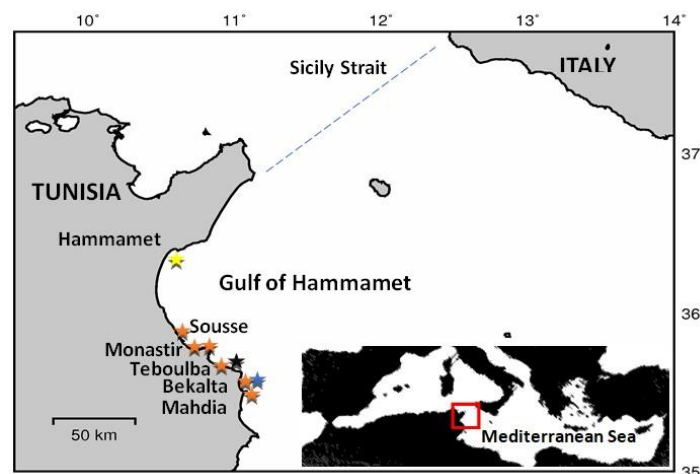 10° 11° 12° 13° 14°
Sicily Strait
ITALY
37
TUNISIA
Hammamet
Gulf of Hammamet
36
Sousse
Monastir
Teboulba
Bekalta
Mahdia
50 km
Mediterranean Sea
35